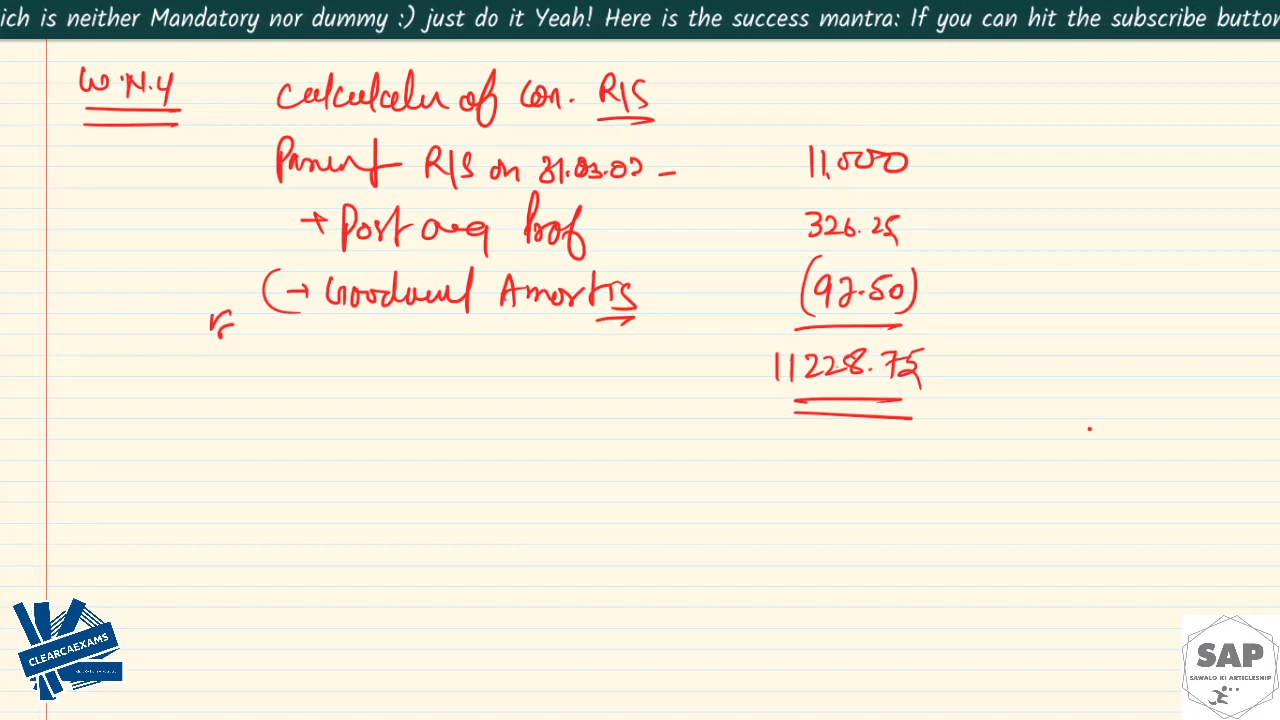 ich is neither Mandatory nor dummy :) just do it Yeah! Here is the success mantra: If you can hit the subscribe button
W.N.4 Calculation of Con. R/S
Parent R/S on 31.03.02 - 11,000
+ Post acq Prof 326.25
(-) Goodwill Amortis (97.50)
11228.75
CLEARCAEXAMS
SAP
SAWALO KI ARTICLESHIP